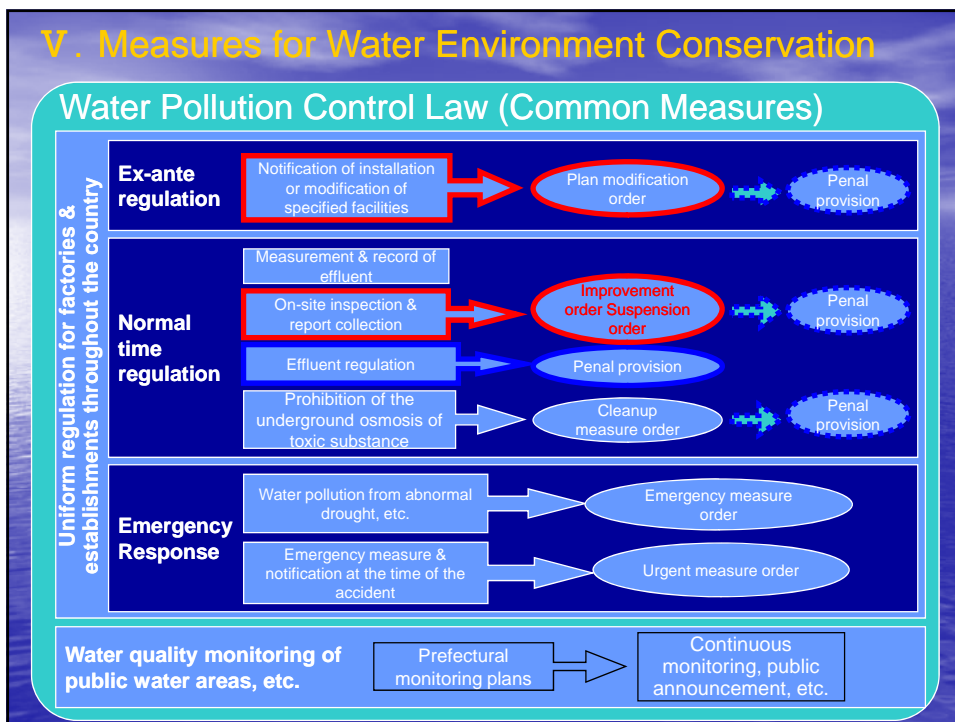 Ⅴ. Measures for Water Environment Conservation
Water Pollution Control Law (Common Measures)
Uniform regulation for factories &
establishments throughout the country
Ex-ante
regulation
Notification of installation
or modification of
specified facilities
Plan modification
order
Penal
provision
Normal
time
regulation
Measurement & record of
effluent
On-site inspection &
report collection
Improvement
order Suspension
order
Penal
provision
Effluent regulation
Penal provision
Prohibition of the
underground osmosis of
toxic substance
Cleanup
measure order
Penal
provision
Emergency
Response
Water pollution from abnormal
drought, etc.
Emergency measure
order
Emergency measure &
notification at the time of the
accident
Urgent measure order
Water quality monitoring of
public water areas, etc.
Prefectural
monitoring plans
Continuous
monitoring, public
announcement, etc.